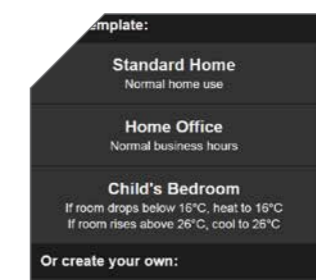 template:
Standard Home
Normal home use
Home Office
Normal business hours
Child's Bedroom
If room drops below 16°C, heat to 16°C
If room rises above 26°C, cool to 26°C
Or create your own: